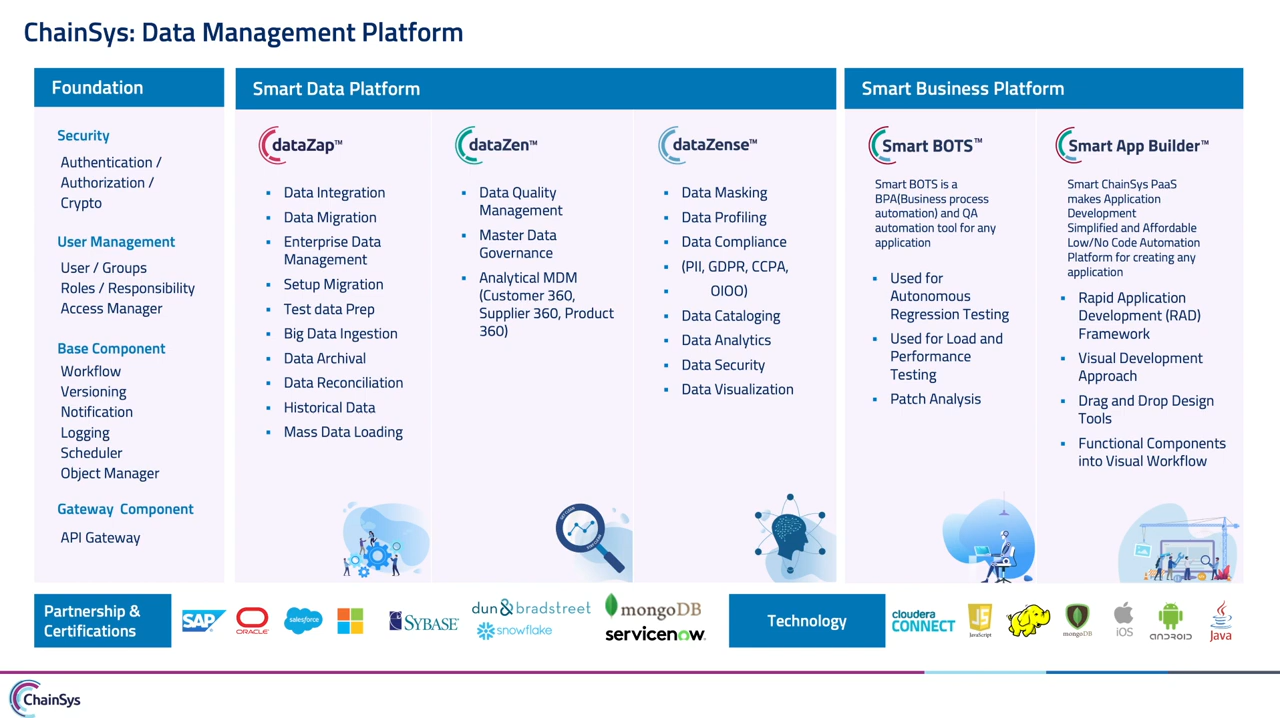 ChainSys: Data Management Platform
Foundation
Security
Authentication /
Authorization /
Crypto
User Management
User / Groups
Roles / Responsibility
Access Manager
Base Component
Workflow
Versioning
Notification
Logging
Scheduler
Object Manager
Gateway Component
API Gateway
Smart Data Platform
dataZap™
▪ Data Integration
▪ Data Migration
▪ Enterprise Data
Management
▪ Setup Migration
▪ Test data Prep
▪ Big Data Ingestion
▪ Data Archival
▪ Data Reconciliation
▪ Historical Data
▪ Mass Data Loading
dataZen™
▪ Data Quality
Management
▪ Master Data
Governance
▪ Analytical MDM
(Customer 360,
Supplier 360, Product
360)
dataZense™
▪ Data Masking
▪ Data Profiling
▪ Data Compliance
▪ (PII, GDPR, CCPA,
▪ OIOO)
▪ Data Cataloging
▪ Data Analytics
▪ Data Security
▪ Data Visualization
Smart Business Platform
Smart BOTS™
Smart BOTS is a
BPA(Business process
automation) and QA
automation tool for any
application
▪ Used for
Autonomous
Regression Testing
▪ Used for Load and
Performance
Testing
▪ Patch Analysis
Smart App Builder™
Smart ChainSys PaaS
makes Application
Development
Simplified and Affordable
Low/No Code Automation
Platform for creating any
application
▪ Rapid Application
Development (RAD)
Framework
▪ Visual Development
Approach
▪ Drag and Drop Design
Tools
▪ Functional Components
into Visual Workflow
Partnership &
Certifications
SAP
ORACLE
salesforce
SYBASE
dun & bradstreet
snowflake
mongoDB
servicenow
Technology
cloudera
CONNECT
JS
JavaScript
hadoop
mongoDB
iOS
ANDROID
Java
ChainSys